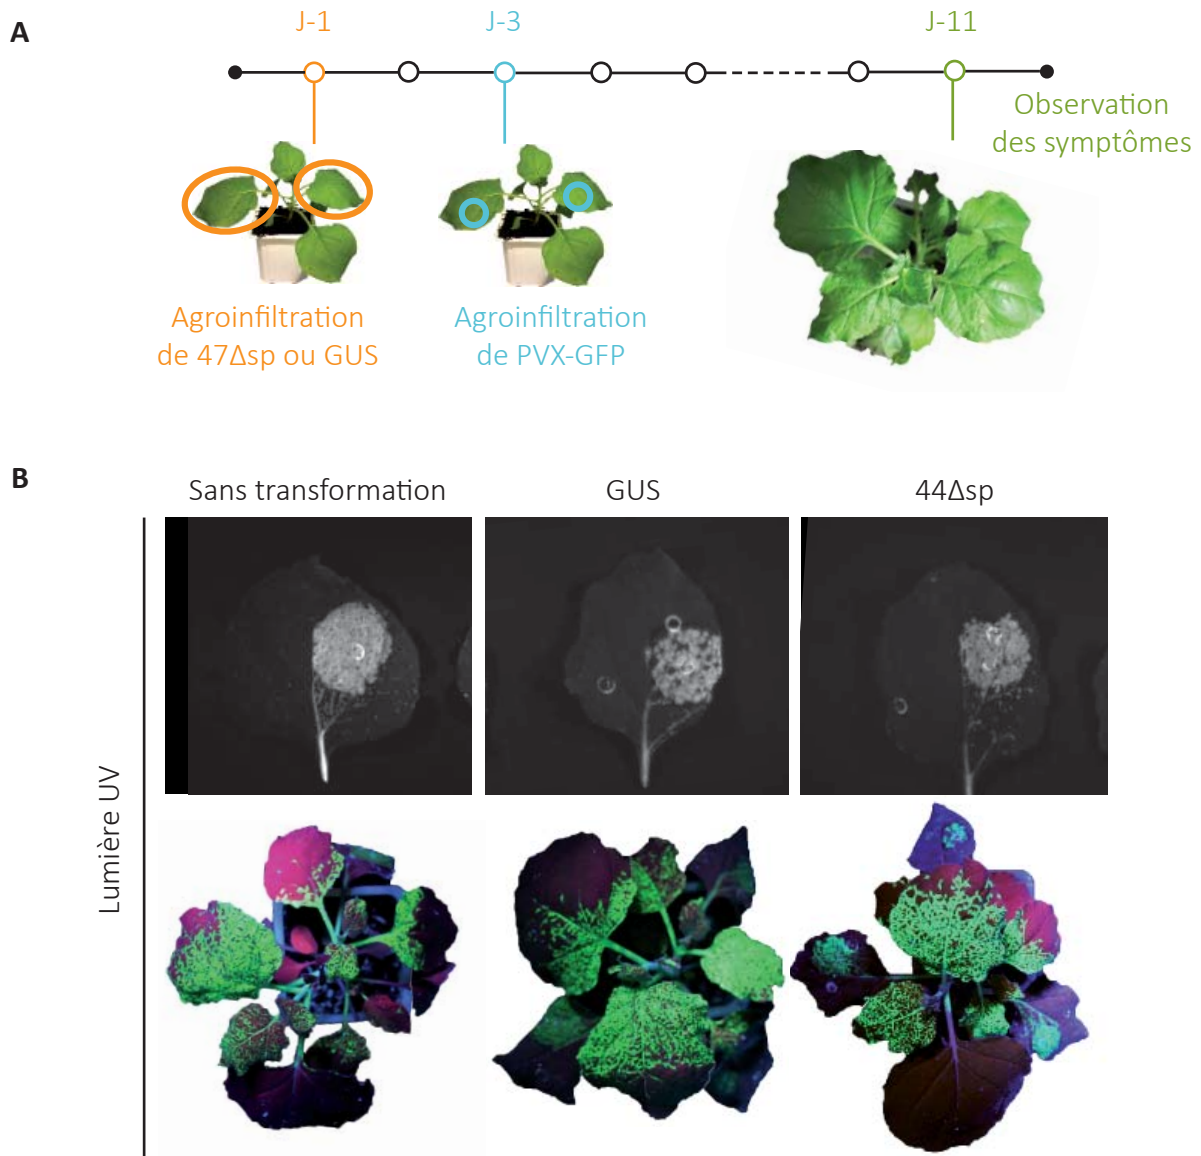 A
J-1
J-3
J-11
Observation
des symptômes
Agroinfiltration
de 47Δsp ou GUS
Agroinfiltration
de PVX-GFP
B
Sans transformation
GUS
44Δsp
Lumière UV